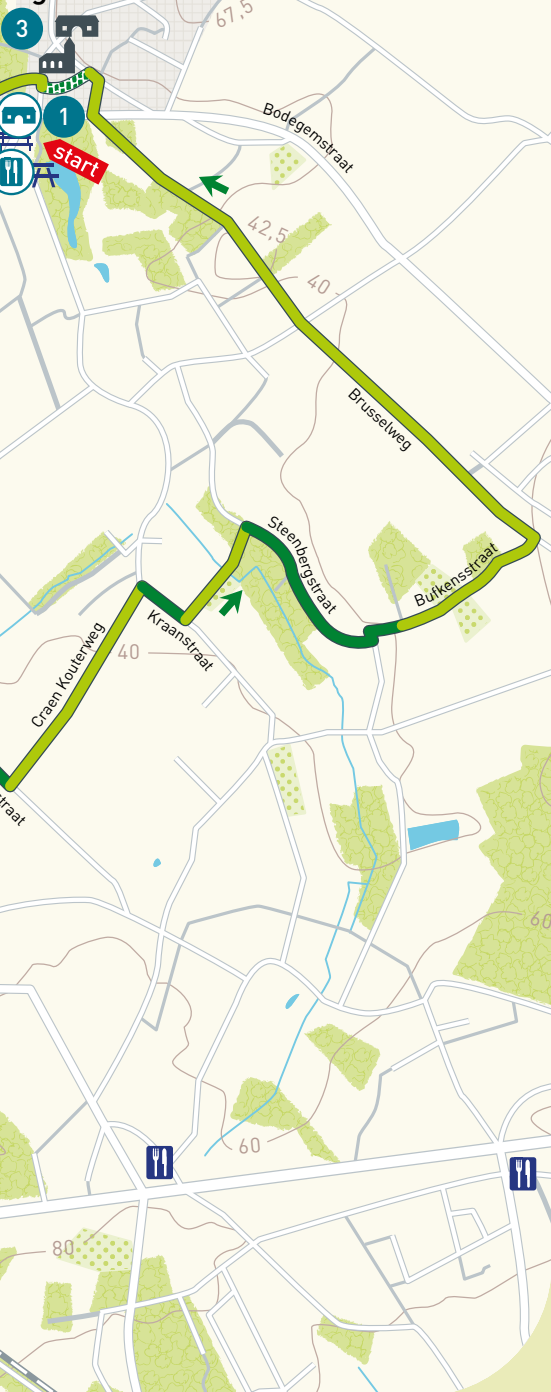 3
67,5
1
start
Bodegemstraat
42,5
40
Brusselweg
Steenbergstraat
Bufkensstraat
Kraanstraat
Craen Kouterweg
40
straat
60
60
80